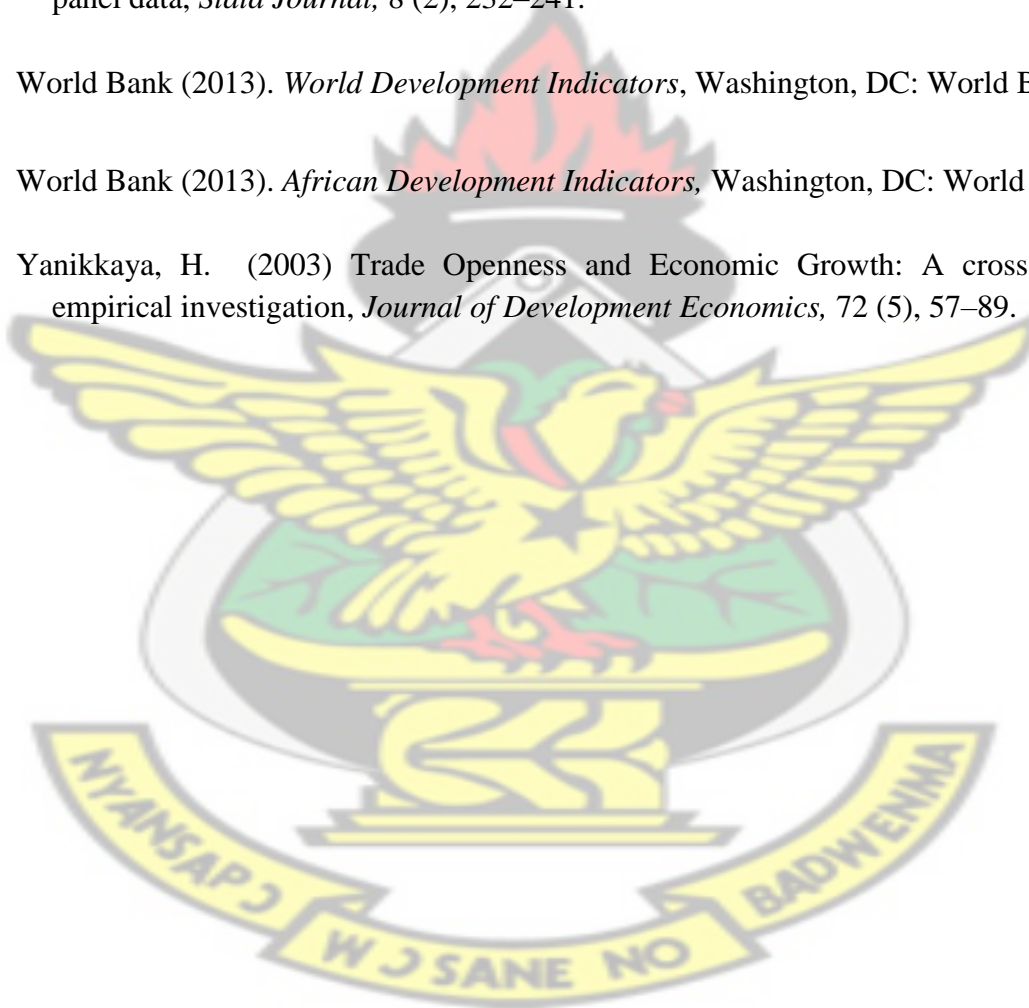 panel data, Stata Journal, 8 (2), 232–241.
World Bank (2013). World Development Indicators, Washington, DC: World
World Bank (2013). African Development Indicators, Washington, DC: World
Yanikkaya, H. (2003) Trade Openness and Economic Growth: A cross
empirical investigation, Journal of Development Economics, 72 (5), 57–89.
NYANSAPƆ WƆSANE NO BADWENMA